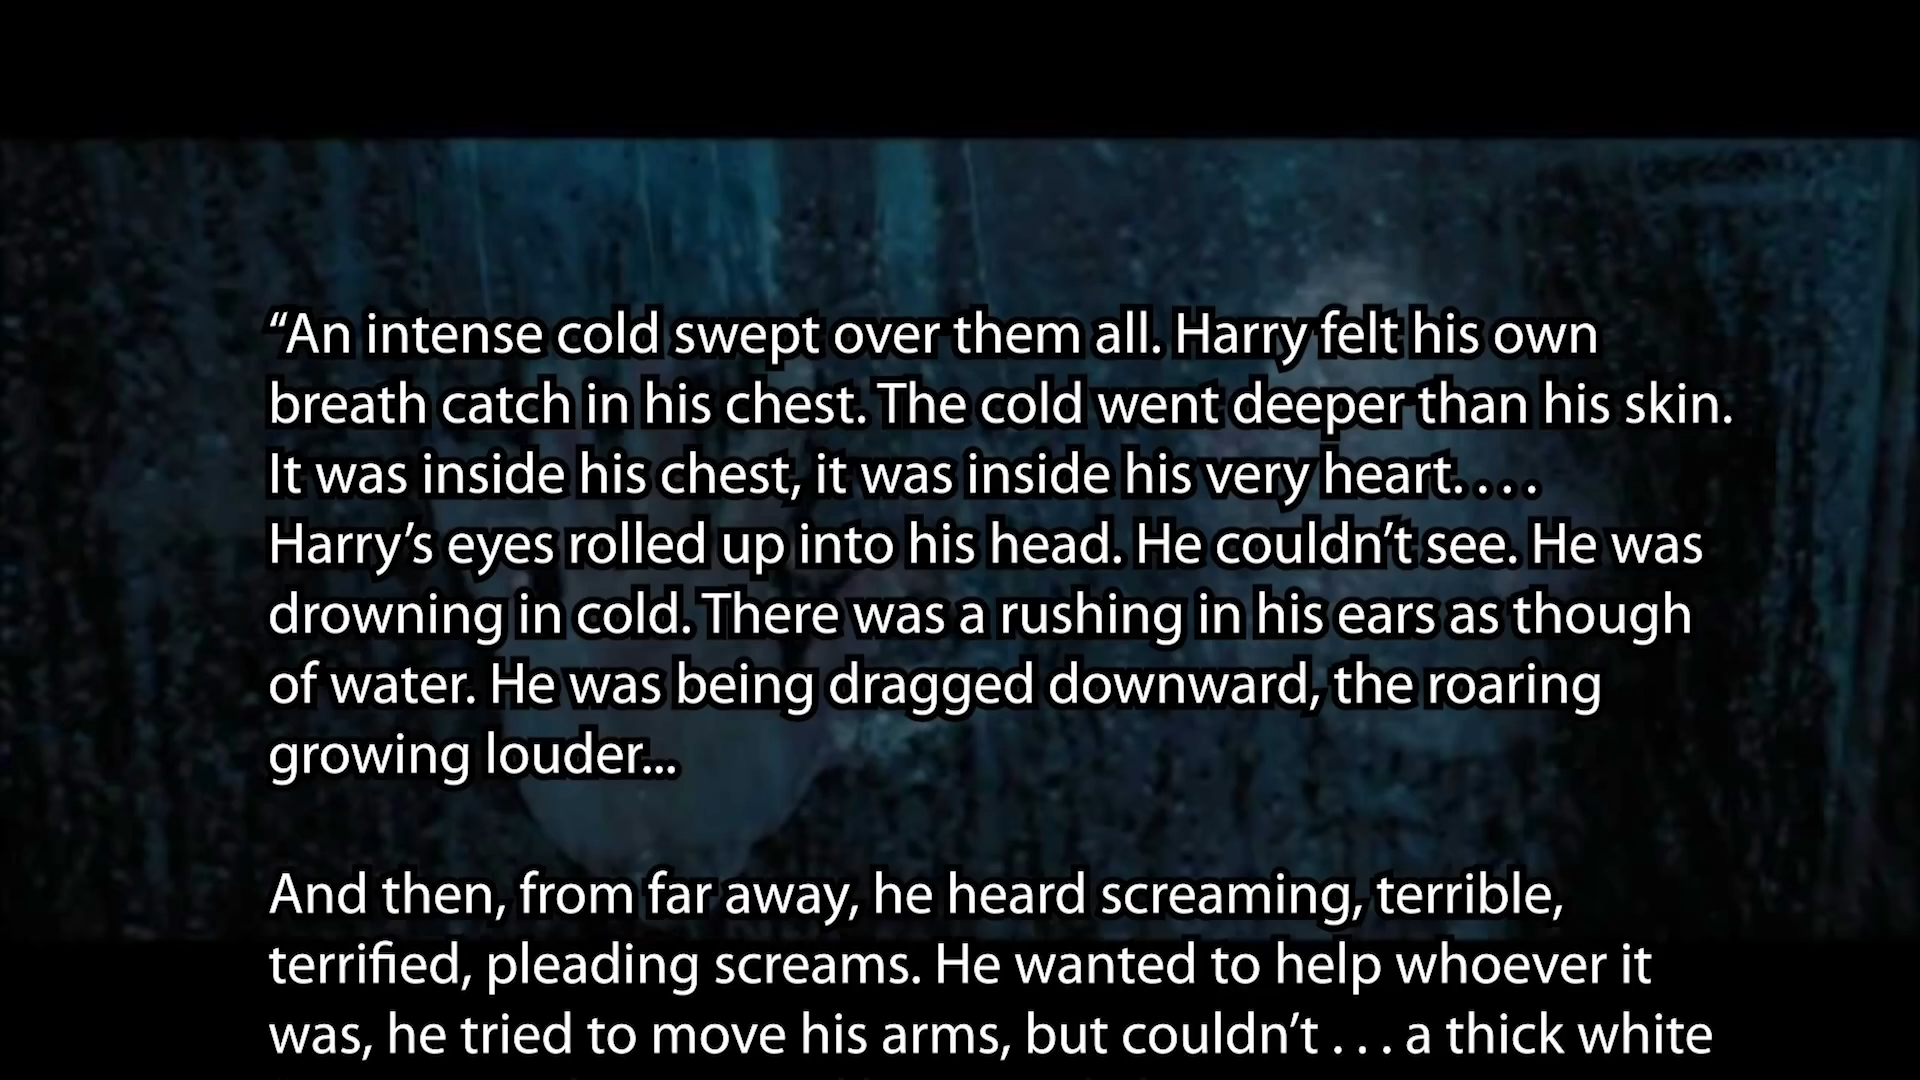 “An intense cold swept over them all. Harry felt his own
breath catch in his chest. The cold went deeper than his skin.
It was inside his chest, it was inside his very heart. . . .
Harry’s eyes rolled up into his head. He couldn’t see. He was
drowning in cold. There was a rushing in his ears as though
of water. He was being dragged downward, the roaring
growing louder...
And then, from far away, he heard screaming, terrible,
terrified, pleading screams. He wanted to help whoever it
was, he tried to move his arms, but couldn’t . . . a thick white